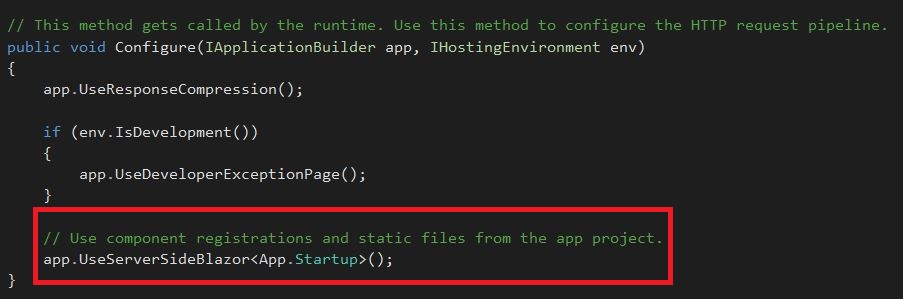 // This method gets called by the runtime. Use this method to configure the HTTP request pipeline.
public void Configure(IApplicationBuilder app, IHostingEnvironment env)
{
    app.UseResponseCompression();

    if (env.IsDevelopment())
    {
        app.UseDeveloperExceptionPage();
    }

    // Use component registrations and static files from the app project.
    app.UseServerSideBlazor<App.Startup>();
}